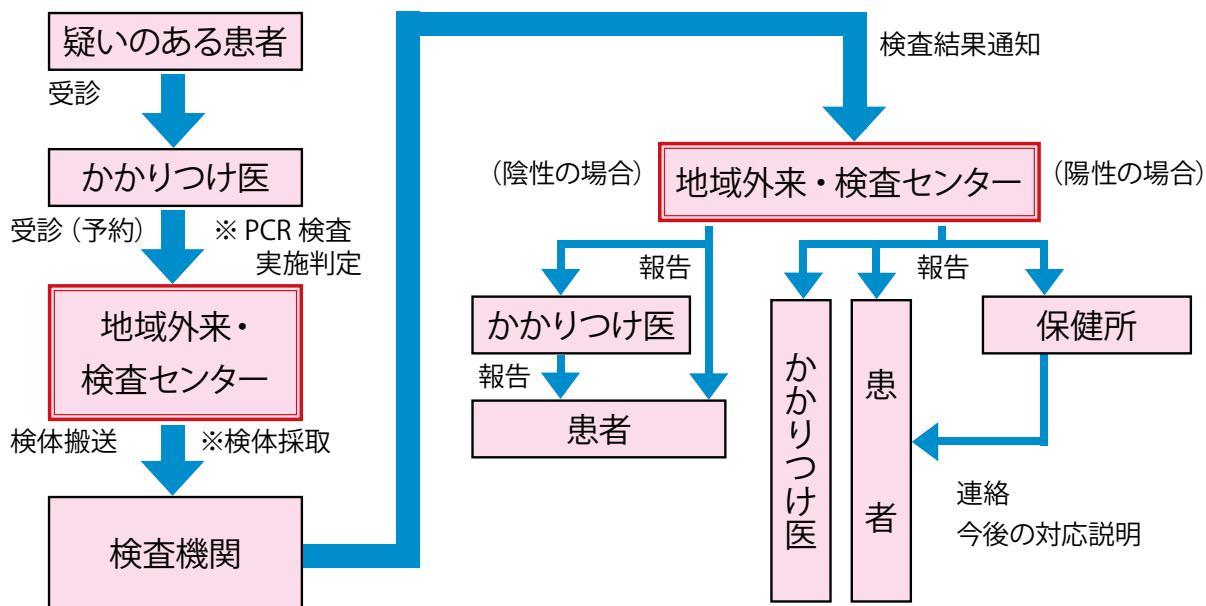 疑いのある患者
受診
かかりつけ医
受診（予約）
※ PCR 検査
実施判定
地域外来・
検査センター
検体搬送
※検体採取
検査機関
検査結果通知
（陰性の場合）
地域外来・検査センター
（陽性の場合）
報告
かかりつけ医
報告
患者
報告
かかりつけ医
患者
保健所
連絡
今後の対応説明